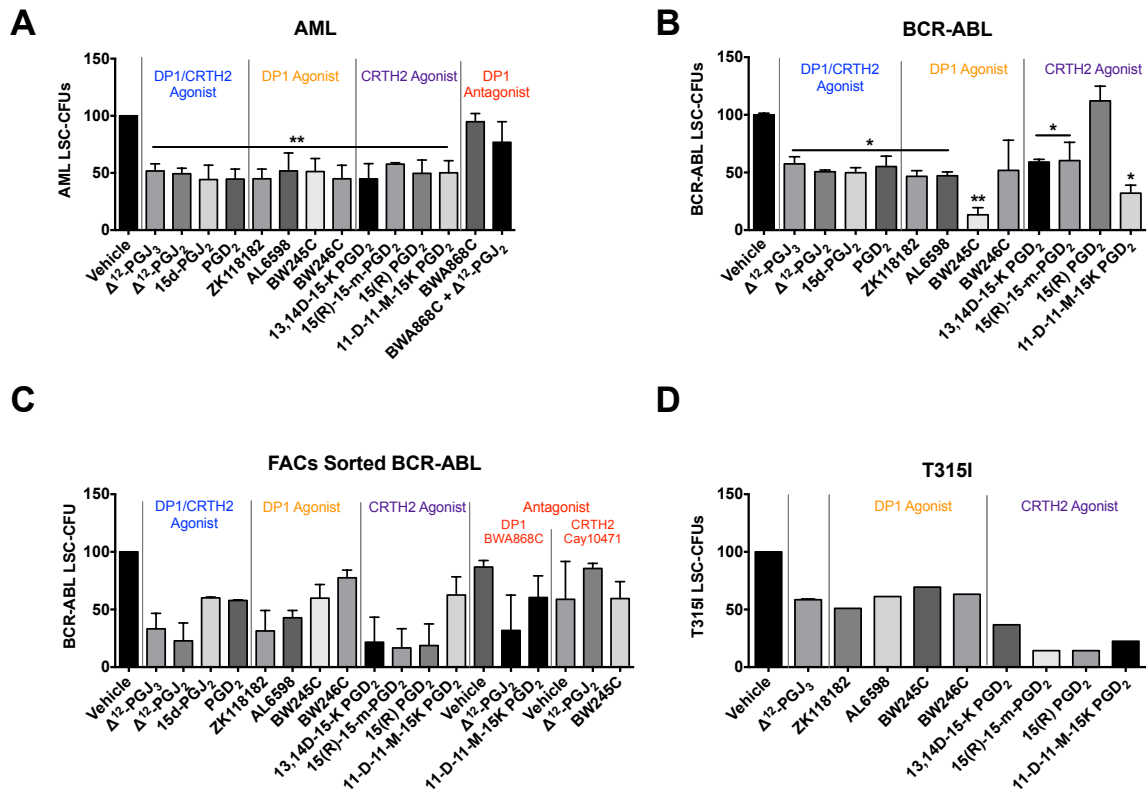 A
AML
AML LSC-CFUs
150
100
50
0
DP1/CRTH2
Agonist
DP1 Agonist
CRTH2 Agonist
DP1
Antagonist
**
Vehicle
Δ¹²-PGJ₃
Δ¹²-PGJ₂
15d-PGJ₂
PGD₂
ZK118182
AL6598
BW245C
BW246C
13,14D-15-K PGD₂
15(R)-15-m-PGD₂
15(R) PGD₂
11-D-11-M-15K PGD₂
BWA868C
BWA868C + Δ¹²-PGJ₂
B
BCR-ABL
BCR-ABL LSC-CFUs
150
100
50
0
DP1/CRTH2
Agonist
DP1 Agonist
CRTH2 Agonist
*
**
*
*
Vehicle
Δ¹²-PGJ₃
Δ¹²-PGJ₂
15d-PGJ₂
PGD₂
ZK118182
AL6598
BW245C
BW246C
13,14D-15-K PGD₂
15(R)-15-m-PGD₂
15(R) PGD₂
11-D-11-M-15K PGD₂
C
FACs Sorted BCR-ABL
BCR-ABL LSC-CFU
150
100
50
0
DP1/CRTH2
Agonist
DP1 Agonist
CRTH2 Agonist
Antagonist
DP1
BWA868C
CRTH2
Cay10471
Vehicle
Δ¹²-PGJ₃
Δ¹²-PGJ₂
15d-PGJ₂
PGD₂
ZK118182
AL6598
BW245C
BW246C
13,14D-15-K PGD₂
15(R)-15-m-PGD₂
15(R) PGD₂
11-D-11-M-15K PGD₂
Vehicle
Δ¹²-PGJ₂
11-D-11-M-15K PGD₂
Vehicle
Δ¹²-PGJ₂
BW245C
D
T315I
T315I LSC-CFUs
150
100
50
0
DP1 Agonist
CRTH2 Agonist
Vehicle
Δ¹²-PGJ₃
ZK118182
AL6598
BW245C
BW246C
13,14D-15-K PGD₂
15(R)-15-m-PGD₂
15(R) PGD₂
11-D-11-M-15K PGD₂